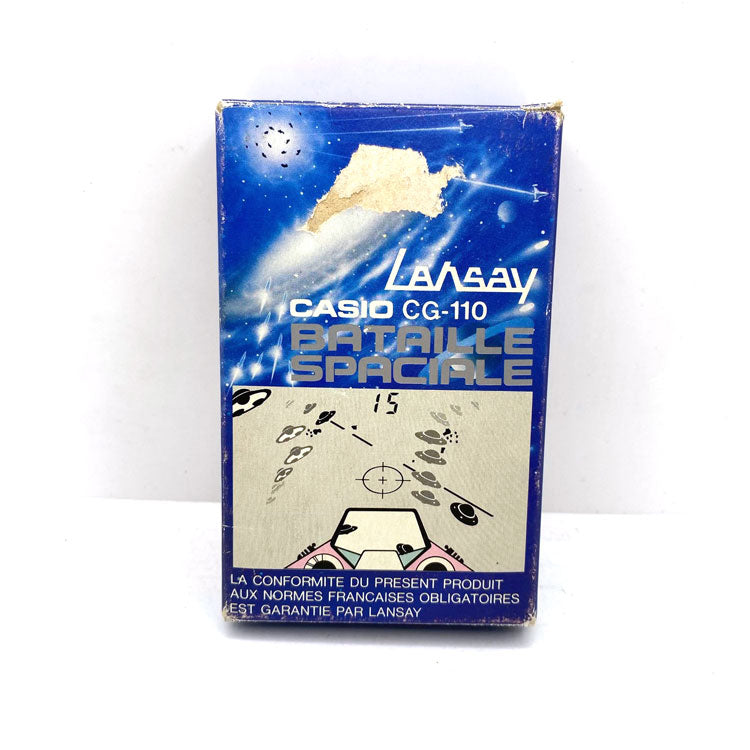 Lansay
CASIO CG-110
BATAILLE
SPACIALE
15
LA CONFORMITE DU PRESENT PRODUIT
AUX NORMES FRANCAISES OBLIGATOIRES
EST GARANTIE PAR LANSAY